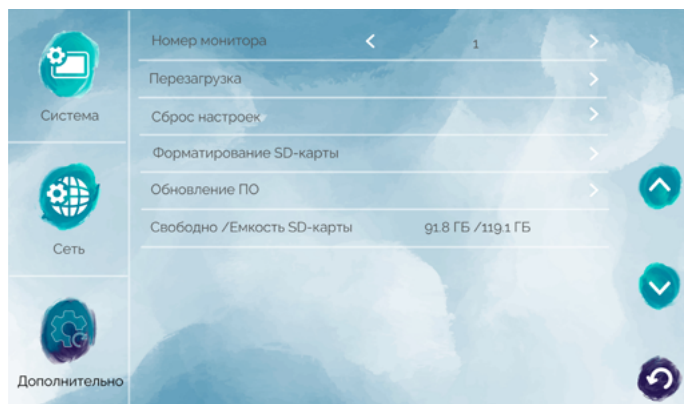 Система
Сеть
Дополнительно
Номер монитора 1
Перезагрузка
Сброс настроек
Форматирование SD-карты
Обновление ПО
Свободно /Емкость SD-карты 91.8 ГБ /119.1 ГБ